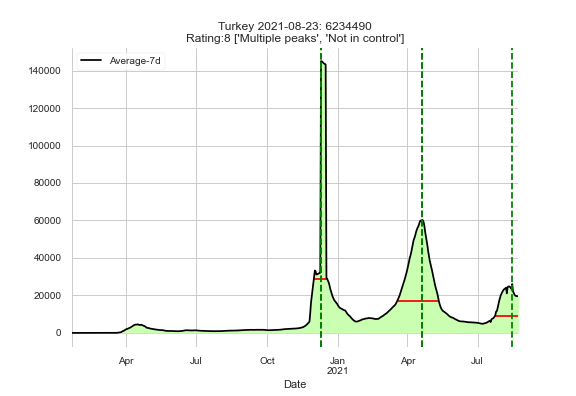 Turkey 2021-08-23: 6234490
Rating:8 ['Multiple peaks', 'Not in control']
Average-7d
140000
120000
100000
80000
60000
40000
20000
0
Apr Jul Oct Jan Apr Jul
2021
Date